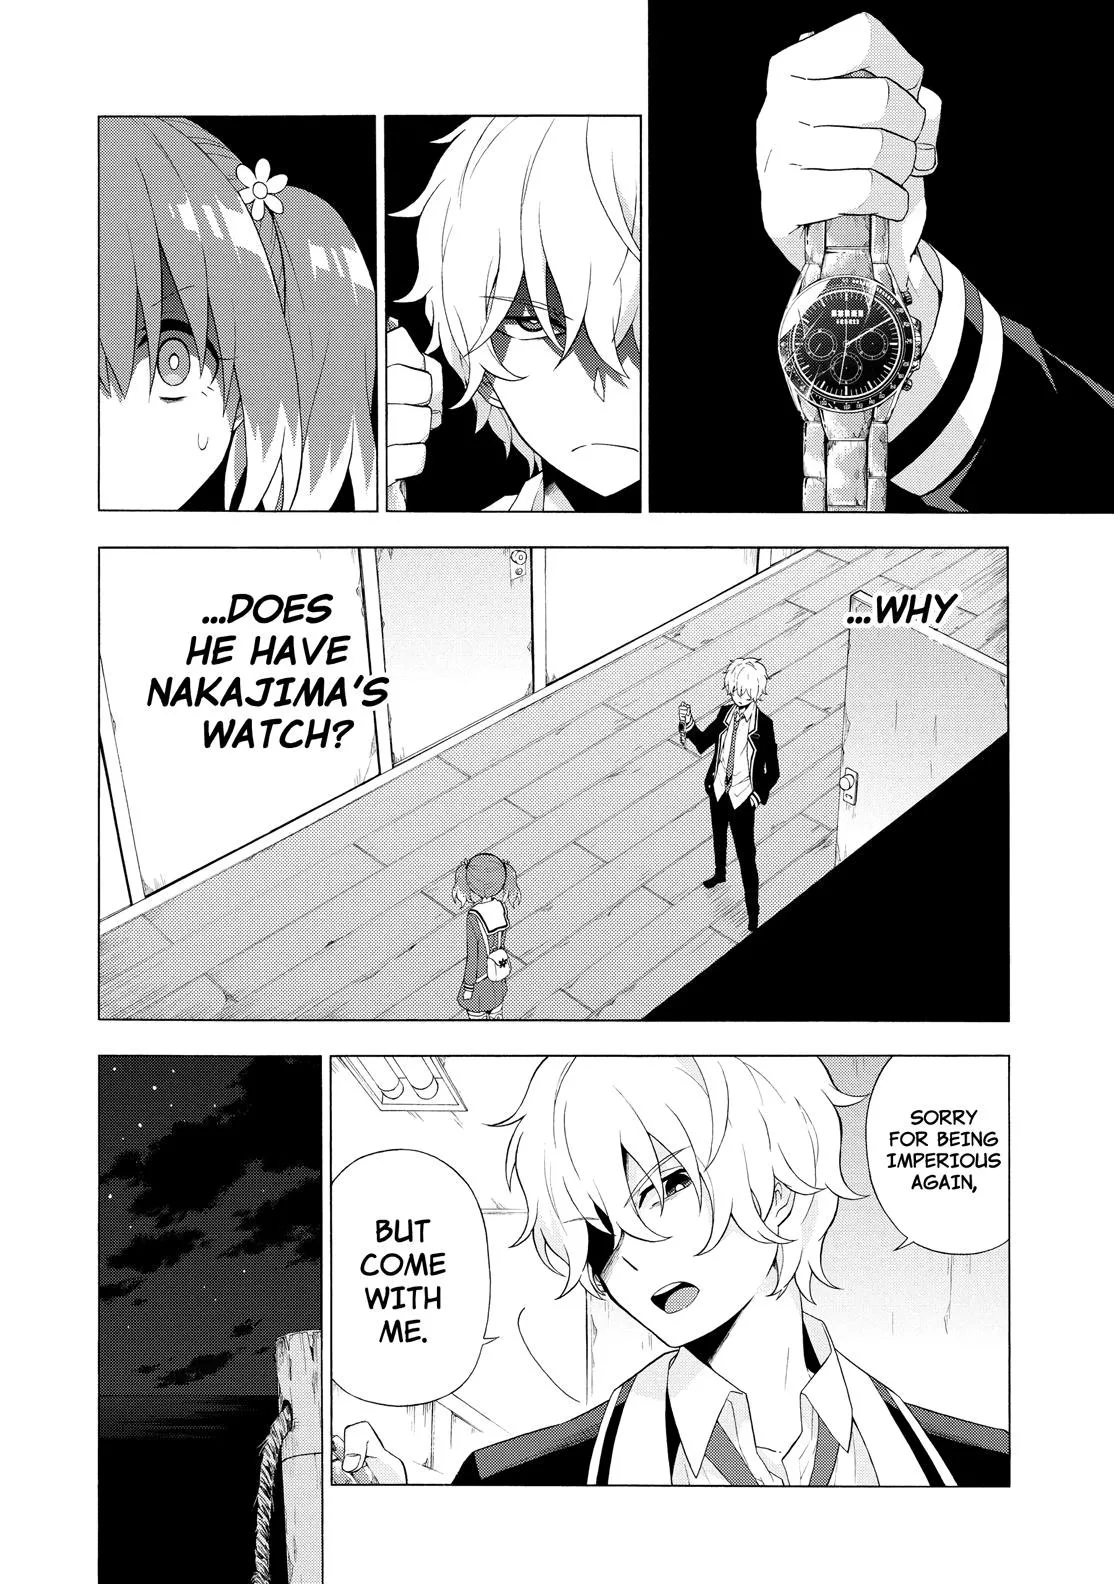 ...WHY
...DOES
HE HAVE
NAKAJIMA'S
WATCH?
SORRY
FOR BEING
IMPERIOUS
AGAIN,
BUT
COME
WITH
ME.